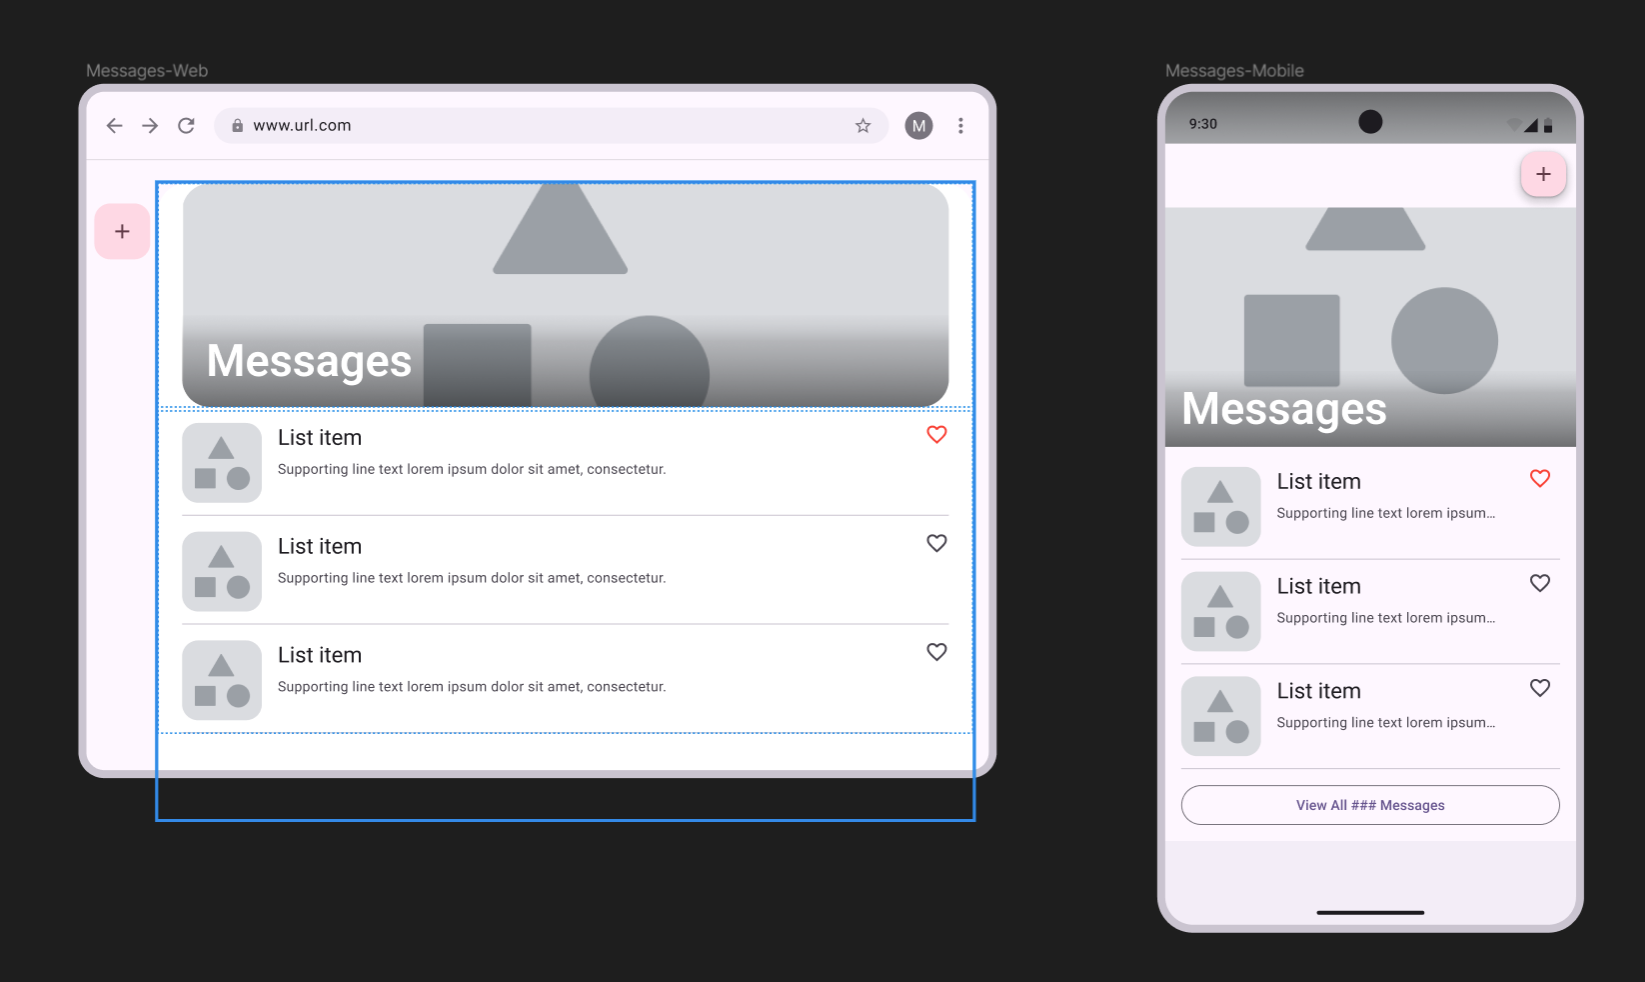 Messages-Web
www.url.com
M
Messages
List item
Supporting line text lorem ipsum dolor sit amet, consectetur.
List item
Supporting line text lorem ipsum dolor sit amet, consectetur.
List item
Supporting line text lorem ipsum dolor sit amet, consectetur.
Messages-Mobile
9:30
Messages
List item
Supporting line text lorem ipsum...
List item
Supporting line text lorem ipsum...
List item
Supporting line text lorem ipsum...
View All ### Messages